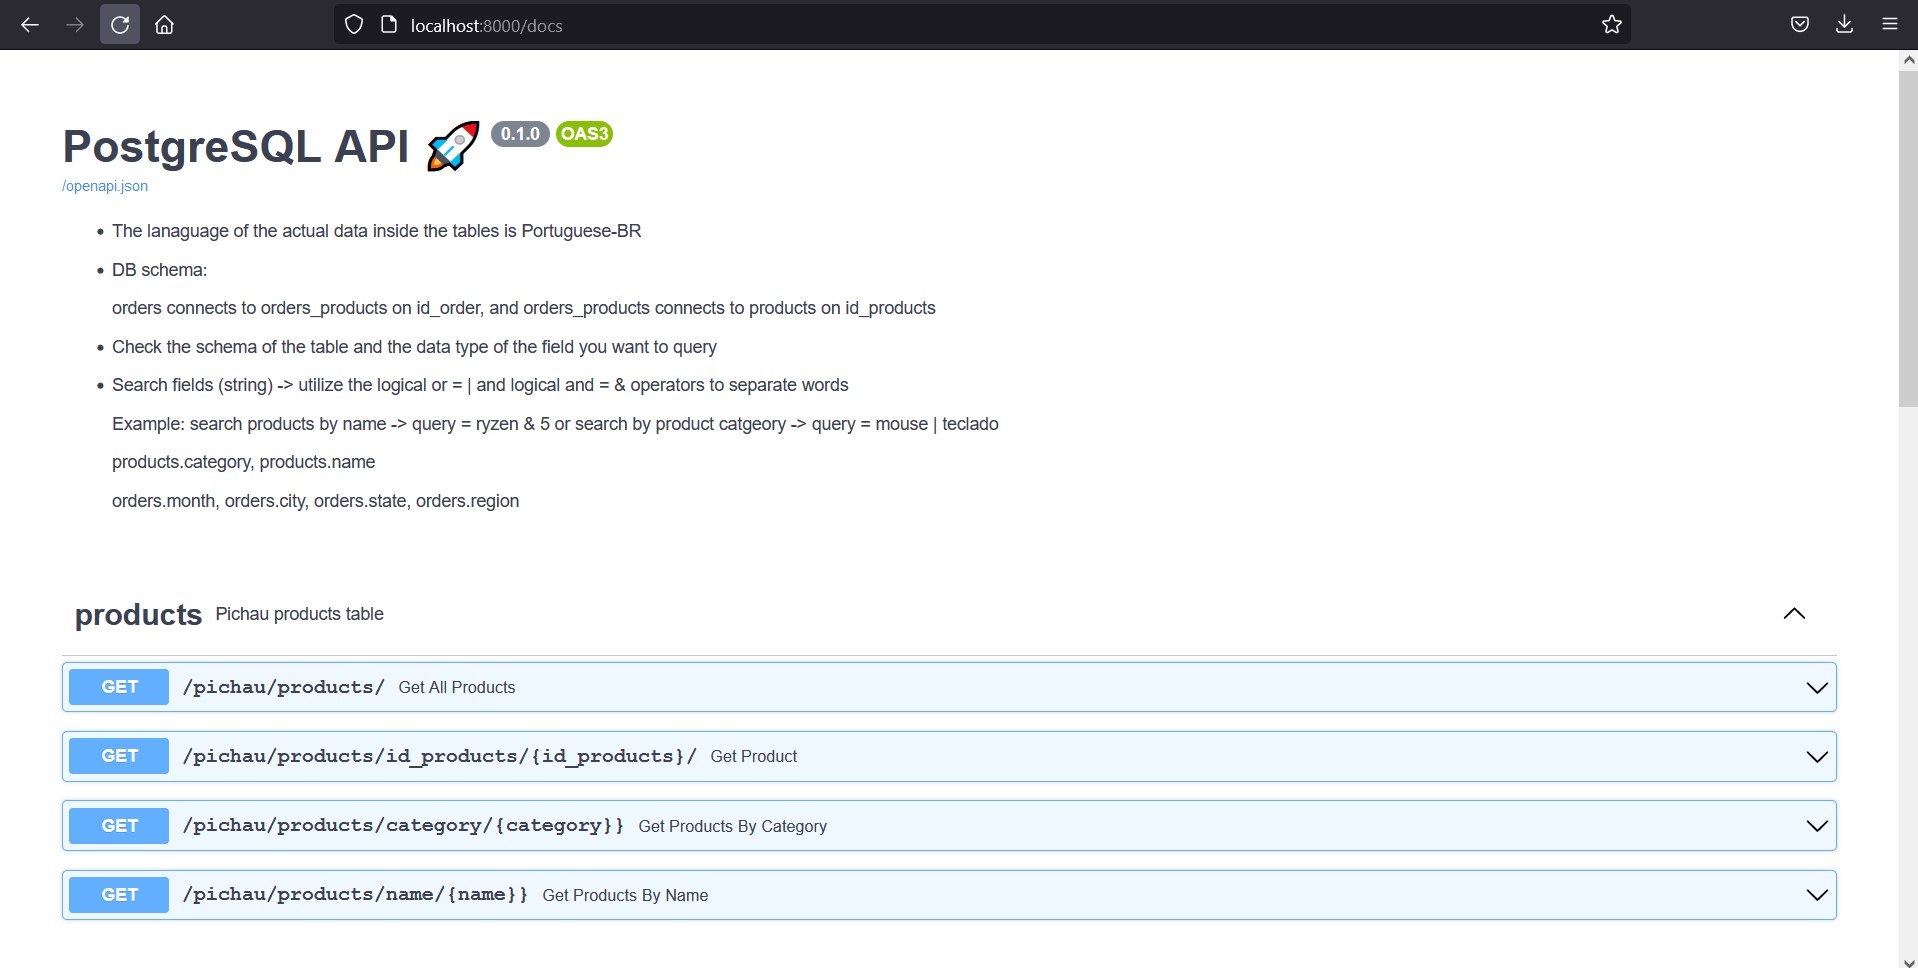 localhost:8000/docs
PostgreSQL API 🚀 0.1.0 OAS3
/openapi.json
• The lanaguage of the actual data inside the tables is Portuguese-BR
• DB schema:
orders connects to orders_products on id_order, and orders_products connects to products on id_products
• Check the schema of the table and the data type of the field you want to query
• Search fields (string) -> utilize the logical or = | and logical and = & operators to separate words
Example: search products by name -> query = ryzen & 5 or search by product catgeory -> query = mouse | teclado
products.category, products.name
orders.month, orders.city, orders.state, orders.region
products Pichau products table
GET /pichau/products/ Get All Products
GET /pichau/products/id_products/{id_products}/ Get Product
GET /pichau/products/category/{category}} Get Products By Category
GET /pichau/products/name/{name}} Get Products By Name